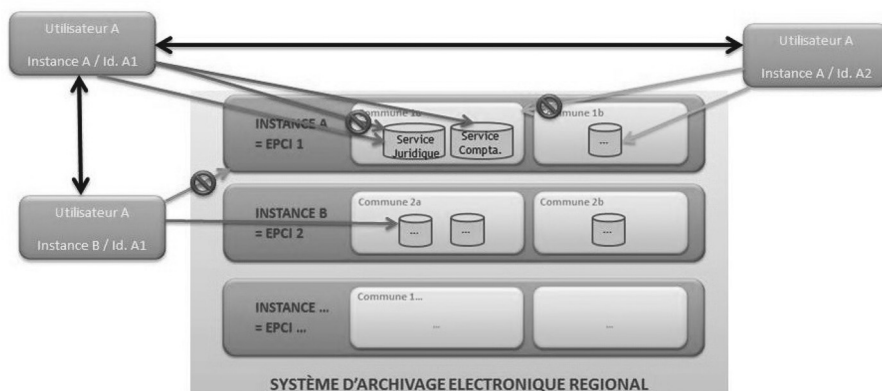 Utilisateur A
Instance A / Id. A1
Utilisateur A
Instance A / Id. A2
INSTANCE A
= EPCI 1
Commune 1a
Service
Juridique
Service
Compta.
Commune 1b
...
Utilisateur A
Instance B / Id. A1
INSTANCE B
= EPCI 2
Commune 2a
...
...
Commune 2b
...
INSTANCE ...
= EPCI ...
Commune 1...
...
...
SYSTÈME D'ARCHIVAGE ELECTRONIQUE REGIONAL